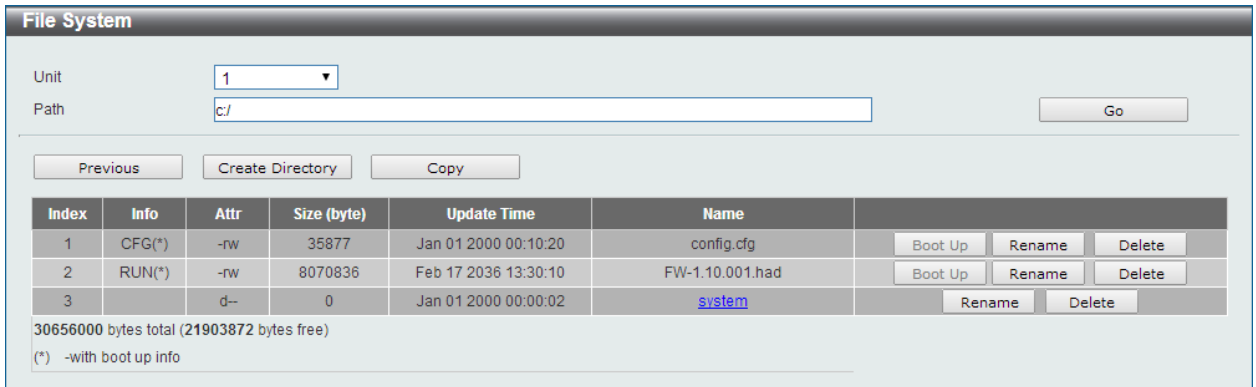 File System
Unit 1
Path c:/ Go
Previous Create Directory Copy
Index Info Attr Size (byte) Update Time Name
1 CFG(*) -rw 35877 Jan 01 2000 00:10:20 config.cfg Boot Up Rename Delete
2 RUN(*) -rw 8070836 Feb 17 2036 13:30:10 FW-1.10.001.had Boot Up Rename Delete
3 d-- 0 Jan 01 2000 00:00:02 system Rename Delete
30656000 bytes total (21903872 bytes free)
(*) -with boot up info